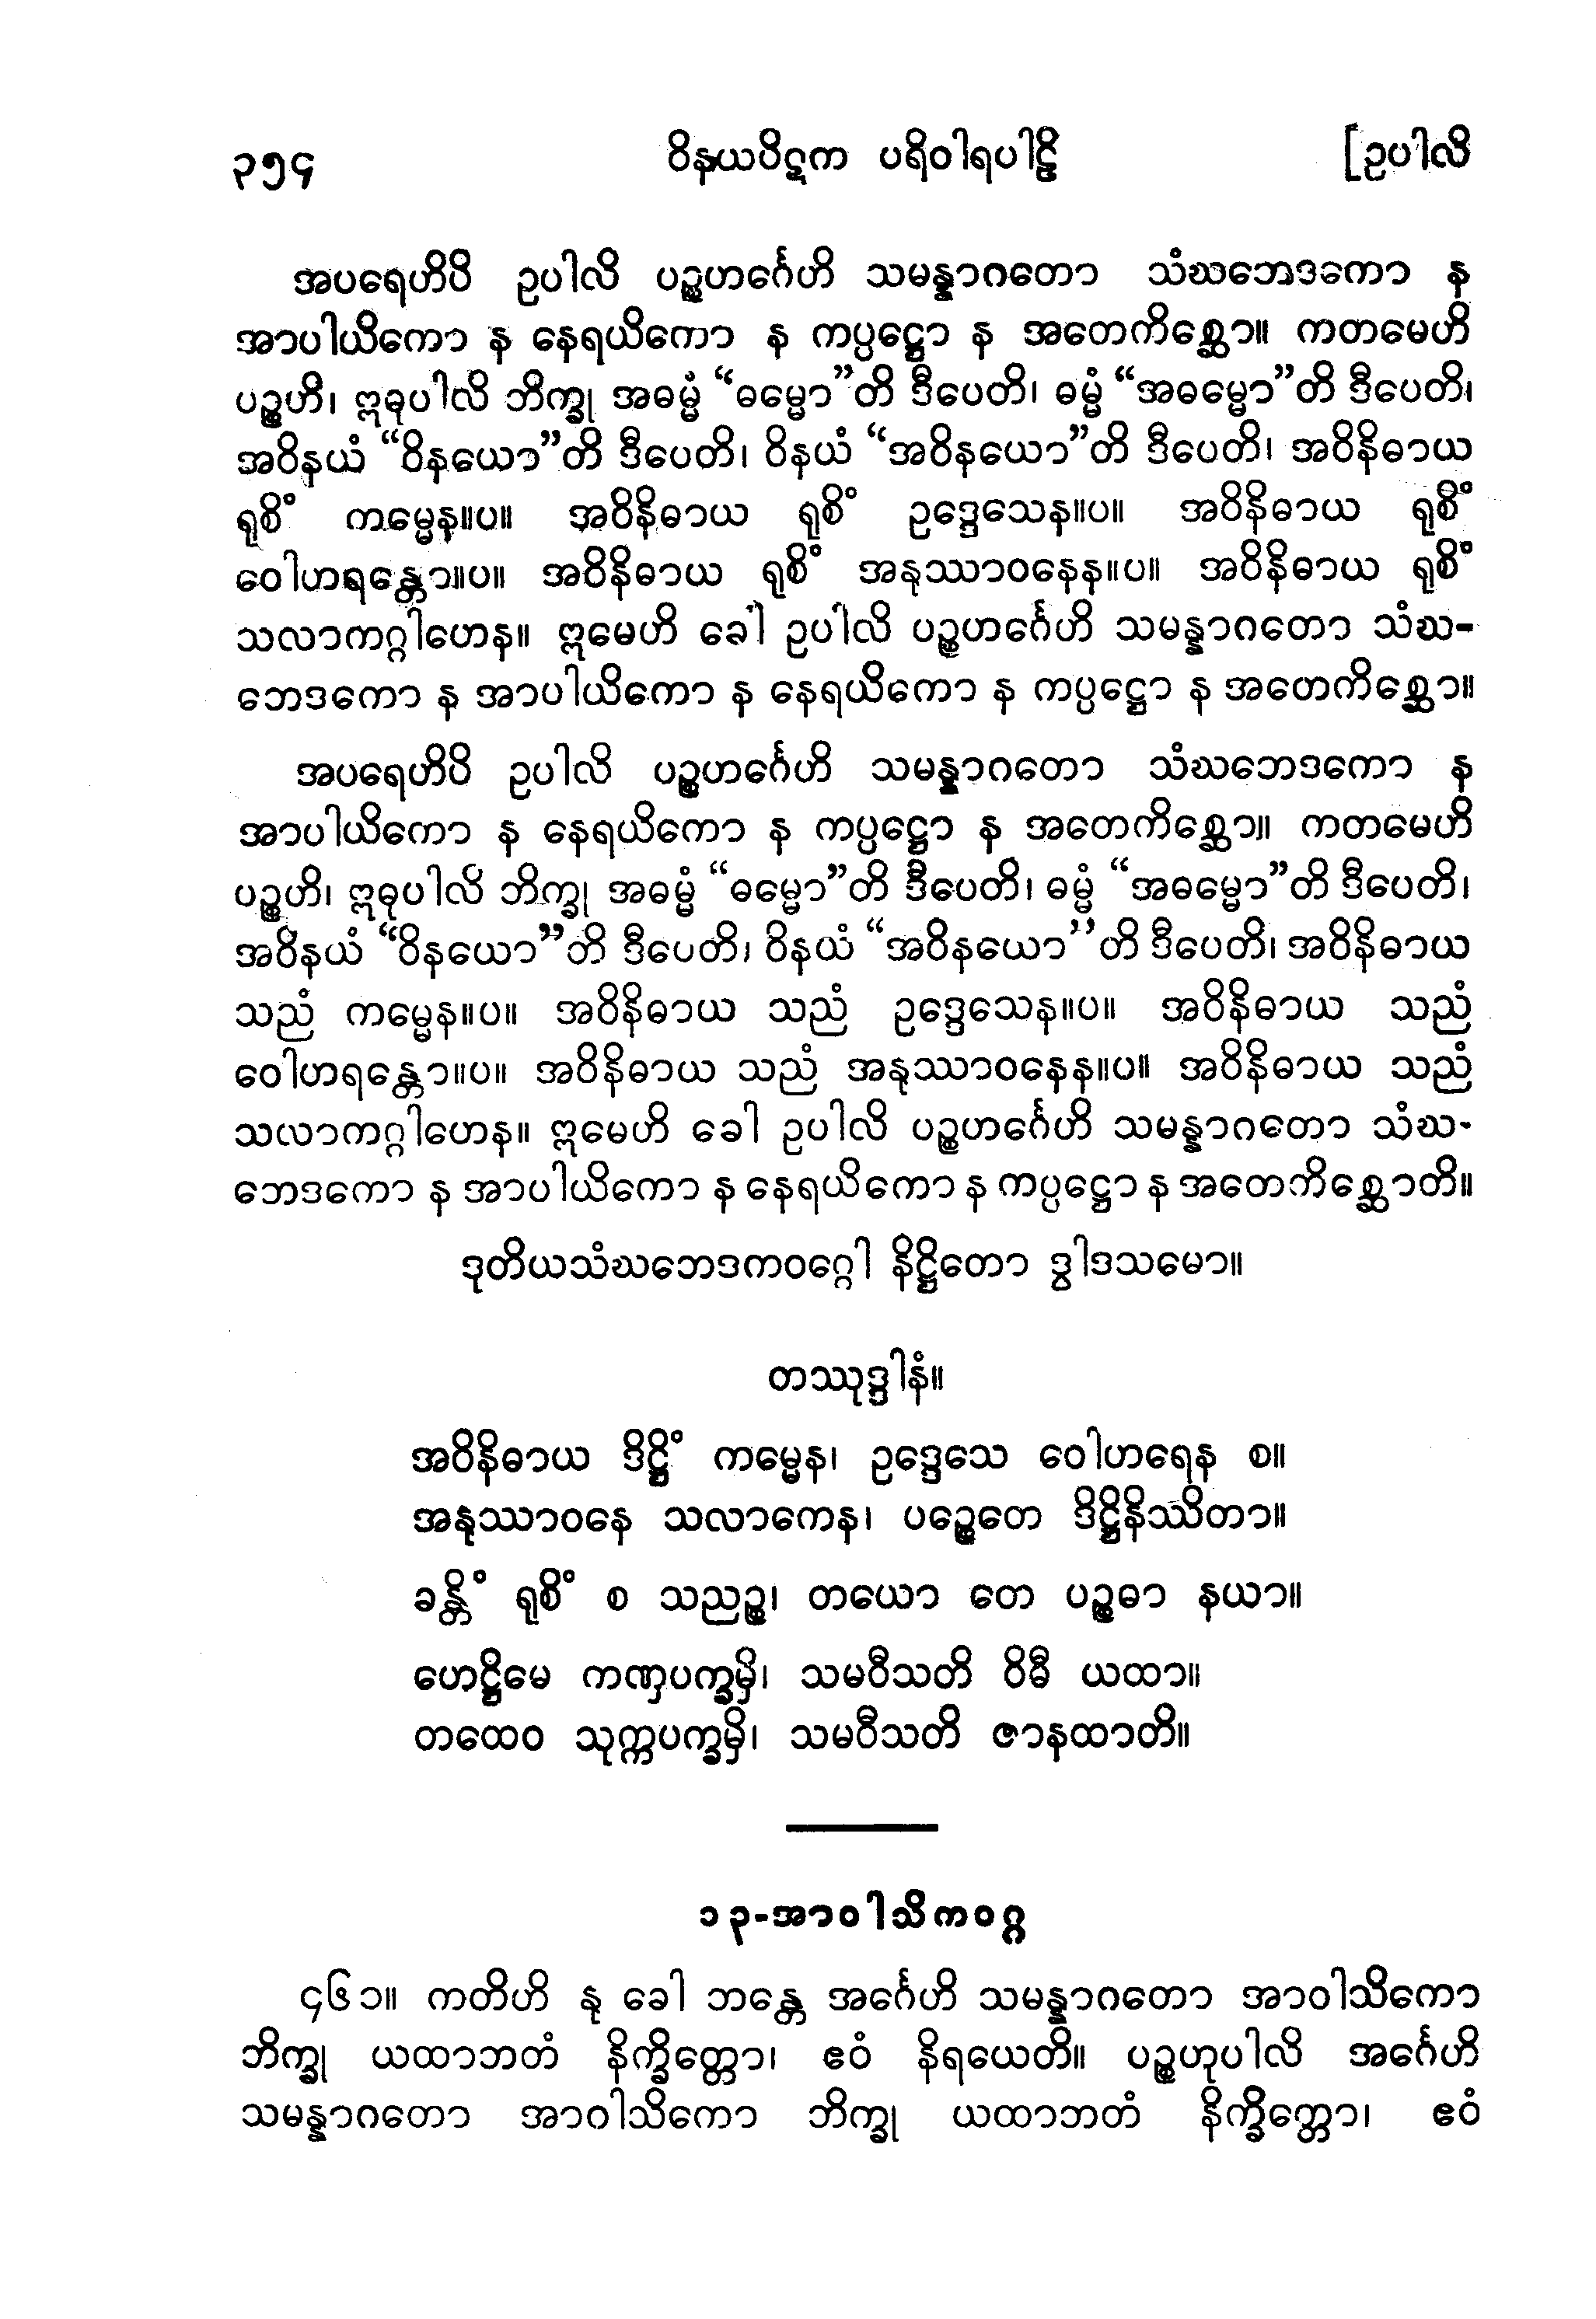 ၃၅၄ ဝိနယပိဋက ပရိဝါရပါဠိ [ဥပါလိ
အပရေဟိပိ ဥပါလိ ပဉ္စဟင်္ဂေဟိ သမန္နာဂတော သံဃဘေဒကော န
အာပါယိကော န နေရယိကော န ကပ္ပဋ္ဌော န အတေကိစ္ဆော။ ကတမေဟိ
ပဉ္စဟိ၊ ဣဓုပါလိ ဘိက္ခု အဓမ္မံ “ဓမ္မော”တိ ဒီပေတိ၊ ဓမ္မံ “အဓမ္မော”တိ ဒီပေတိ၊
အဝိနယံ “ဝိနယော”တိ ဒီပေတိ၊ ဝိနယံ “အဝိနယော”တိ ဒီပေတိ၊ အဝိနိဓာယ
ရုစိံ ကမ္မေန။ပ။ အဝိနိဓာယ ရုစိံ ဥဒ္ဒေသေန။ပ။ အဝိနိဓာယ ရုစိံ
ဝေါဟရန္တော။ပ။ အဝိနိဓာယ ရုစိံ အနုဿာဝနေန။ပ။ အဝိနိဓာယ ရုစိံ
သလာကဂ္ဂါဟေန။ ဣမေဟိ ခေါ ဥပါလိ ပဉ္စဟင်္ဂေဟိ သမန္နာဂတော သံဃ-
ဘေဒကော န အာပါယိကော န နေရယိကော န ကပ္ပဋ္ဌော န အတေကိစ္ဆော။
အပရေဟိပိ ဥပါလိ ပဉ္စဟင်္ဂေဟိ သမန္နာဂတော သံဃဘေဒကော န
အာပါယိကော န နေရယိကော န ကပ္ပဋ္ဌော န အတေကိစ္ဆော။ ကတမေဟိ
ပဉ္စဟိ၊ ဣဓုပါလိ ဘိက္ခု အဓမ္မံ “ဓမ္မော”တိ ဒီပေတိ၊ ဓမ္မံ “အဓမ္မော”တိ ဒီပေတိ၊
အဝိနယံ “ဝိနယော”တိ ဒီပေတိ၊ ဝိနယံ “အဝိနယော”တိ ဒီပေတိ၊ အဝိနိဓာယ
သညံ ကမ္မေန။ပ။ အဝိနိဓာယ သညံ ဥဒ္ဒေသေန။ပ။ အဝိနိဓာယ သညံ
ဝေါဟရန္တော။ပ။ အဝိနိဓာယ သညံ အနုဿာဝနေန။ပ။ အဝိနိဓာယ သညံ
သလာကဂ္ဂါဟေန။ ဣမေဟိ ခေါ ဥပါလိ ပဉ္စဟင်္ဂေဟိ သမန္နာဂတော သံဃ-
ဘေဒကော န အာပါယိကော န နေရယိကော န ကပ္ပဋ္ဌော န အတေကိစ္ဆောတိ။
ဒုတိယသံဃဘေဒကဝဂ္ဂေါ နိဋ္ဌိတော ဒွါဒသမော။
တဿုဒ္ဒါနံ။
အဝိနိဓာယ ဒိဋ္ဌိံ ကမ္မေန၊ ဥဒ္ဒေသေ ဝေါဟရေန စ။
အနုဿာဝနေ သလာကေန၊ ပဉ္စေတေ ဒိဋ္ဌိနိဿိတာ။
ခန္တိံ ရုစိံ စ သညဉ္စ၊ တယော တေ ပဉ္စဓာ နယာ။
ဟေဋ္ဌိမေ ကဏှပက္ခမှိ၊ သမဝီသတိ ဝိဓီ ယထာ။
တထေဝ သုက္ကပက္ခမှိ၊ သမဝီသတိ ဇာနထာတိ။
၁၃-အာဝါသိကဝဂ္ဂ
၄၆၁။ ကတိဟိ နု ခေါ ဘန္တေ အင်္ဂေဟိ သမန္နာဂတော အာဝါသိကော
ဘိက္ခု ယထာဘတံ နိက္ခိတ္တော၊ ဧဝံ နိရယေတိ။ ပဉ္စဟုပါလိ အင်္ဂေဟိ
သမန္နာဂတော အာဝါသိကော ဘိက္ခု ယထာဘတံ နိက္ခိတ္တော၊ ဧဝံ